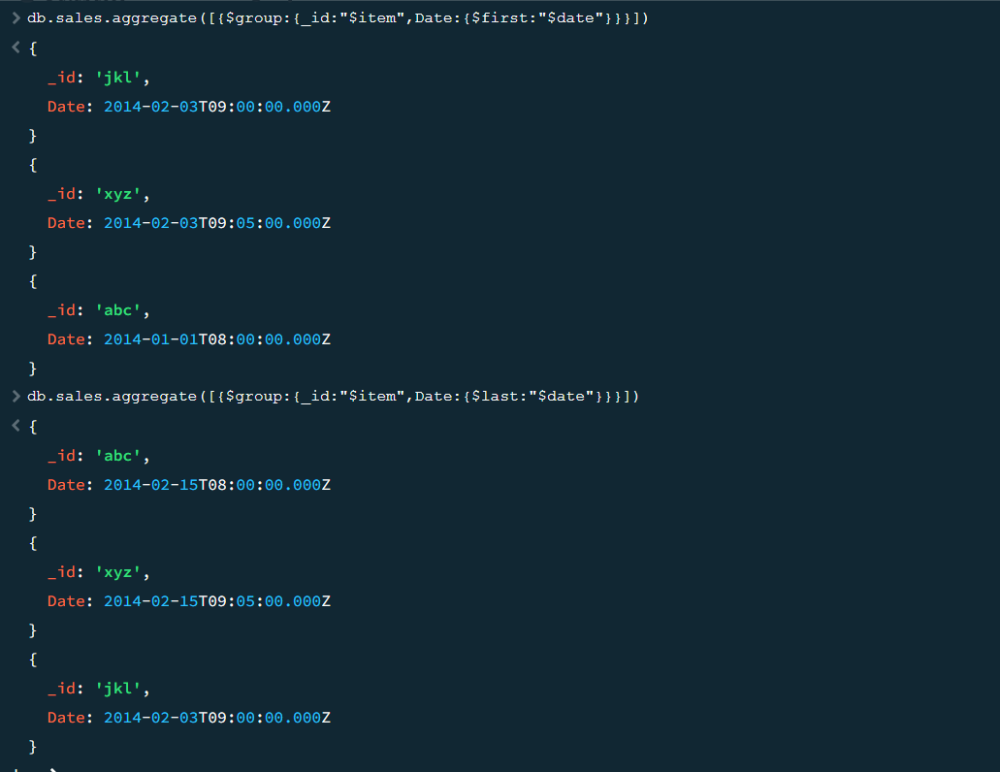 > db.sales.aggregate([{$group:{_id:"$item",Date:{$first:"$date"}}}])
< {
_id: 'jkl',
Date: 2014-02-03T09:00:00.000Z
}
{
_id: 'xyz',
Date: 2014-02-03T09:05:00.000Z
}
{
_id: 'abc',
Date: 2014-01-01T08:00:00.000Z
}
> db.sales.aggregate([{$group:{_id:"$item",Date:{$last:"$date"}}}])
< {
_id: 'abc',
Date: 2014-02-15T08:00:00.000Z
}
{
_id: 'xyz',
Date: 2014-02-15T09:05:00.000Z
}
{
_id: 'jkl',
Date: 2014-02-03T09:00:00.000Z
}